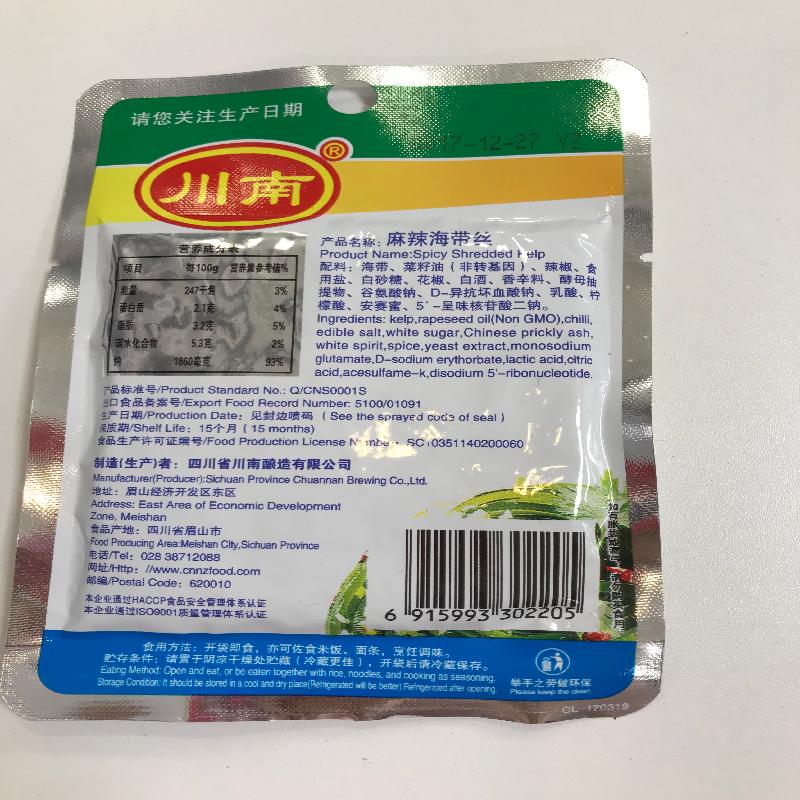 请您关注生产日期
17-12-27 YZ
川南®
营养成分表
项目 每100g 营养素参考值%
能量 247千焦 3%
蛋白质 2.1克 4%
脂肪 3.2克 5%
碳水化合物 5.3克 2%
钠 1860毫克 93%
产品名称：麻辣海带丝
Product Name:Spicy Shredded Kelp
配料：海带、菜籽油（非转基因）、辣椒、食
用盐、白砂糖、花椒、白酒、香辛料、酵母抽
提物、谷氨酸钠、D-异抗坏血酸钠、乳酸、柠
檬酸、安赛蜜、5′-呈味核苷酸二钠。
Ingredients: kelp,rapeseed oil(Non GMO),chilli,
edible salt,white sugar,Chinese prickly ash,
white spirit,spice,yeast extract,monosodium
glutamate,D-sodium erythorbate,lactic acid,citric
acid,acesulfame-k,disodium 5'-ribonucleotide.
产品标准号/Product Standard No.: Q/CNS0001S
出口食品备案号/Export Food Record Number: 5100/01091
生产日期/Production Date: 见封边喷码（See the sprayed code of seal）
保质期/Shelf Life: 15个月（15 months）
食品生产许可证编号/Food Production License Number: SC10351140200060
制造(生产)者：四川省川南酿造有限公司
Manufacturer(Producer):Sichuan Province Chuannan Brewing Co.,Ltd.
地址：眉山经济开发区东区
Address: East Area of Economic Development
Zone, Meishan
食品产地：四川省眉山市
Food Producing Area:Meishan City,Sichuan Province
电话/Tel: 028 38712088
网址/Http: //www.cnnzfood.com
邮编/Postal Code: 620010
本企业通过HACCP食品安全管理体系认证
本企业通过ISO9001质量管理体系认证
6 915993 302205
食用方法：开袋即食，亦可佐食米饭、面条，烹饪调味。
贮存条件：请置于阴凉干燥处贮藏（冷藏更佳），开袋后请冷藏保存。
Eating Method: Open and eat, or be eaten together with rice, noodles, and cooking as seasoning.
Storage Condition: It should be stored in a cool and dry place(Refrigerated will be better).Refrigerated after opening.
举手之劳做环保
Please keep the clean
CL-170319